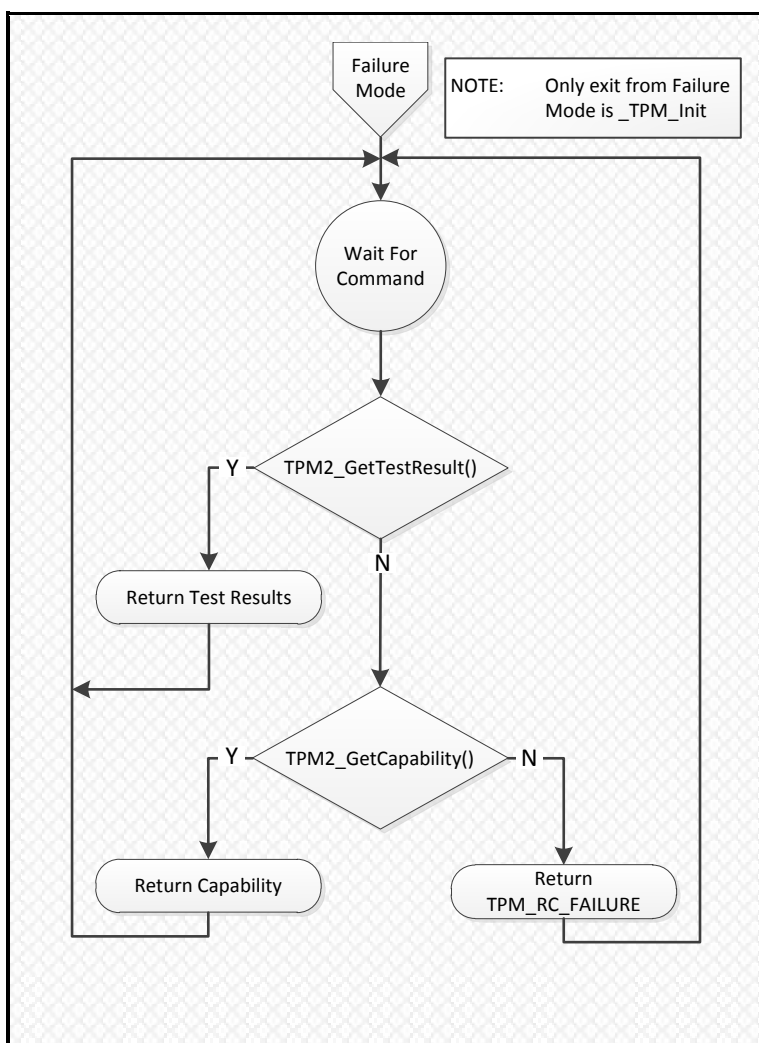 Failure
Mode
NOTE: Only exit from Failure
Mode is _TPM_Init
Wait For
Command
TPM2_GetTestResult()
Y
N
Return Test Results
TPM2_GetCapability()
Y
N
Return Capability
Return
TPM_RC_FAILURE